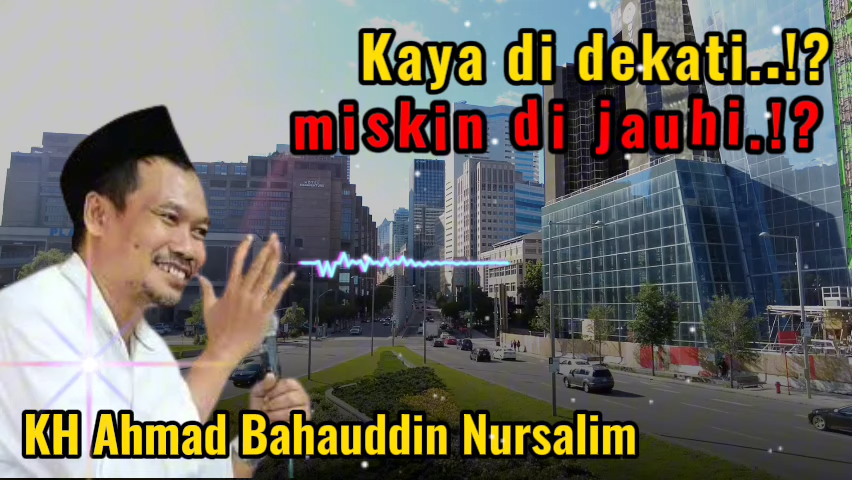 Kaya di dekati..!?
miskin di jauhi.!?
KH Ahmad Bahauddin Nursalim